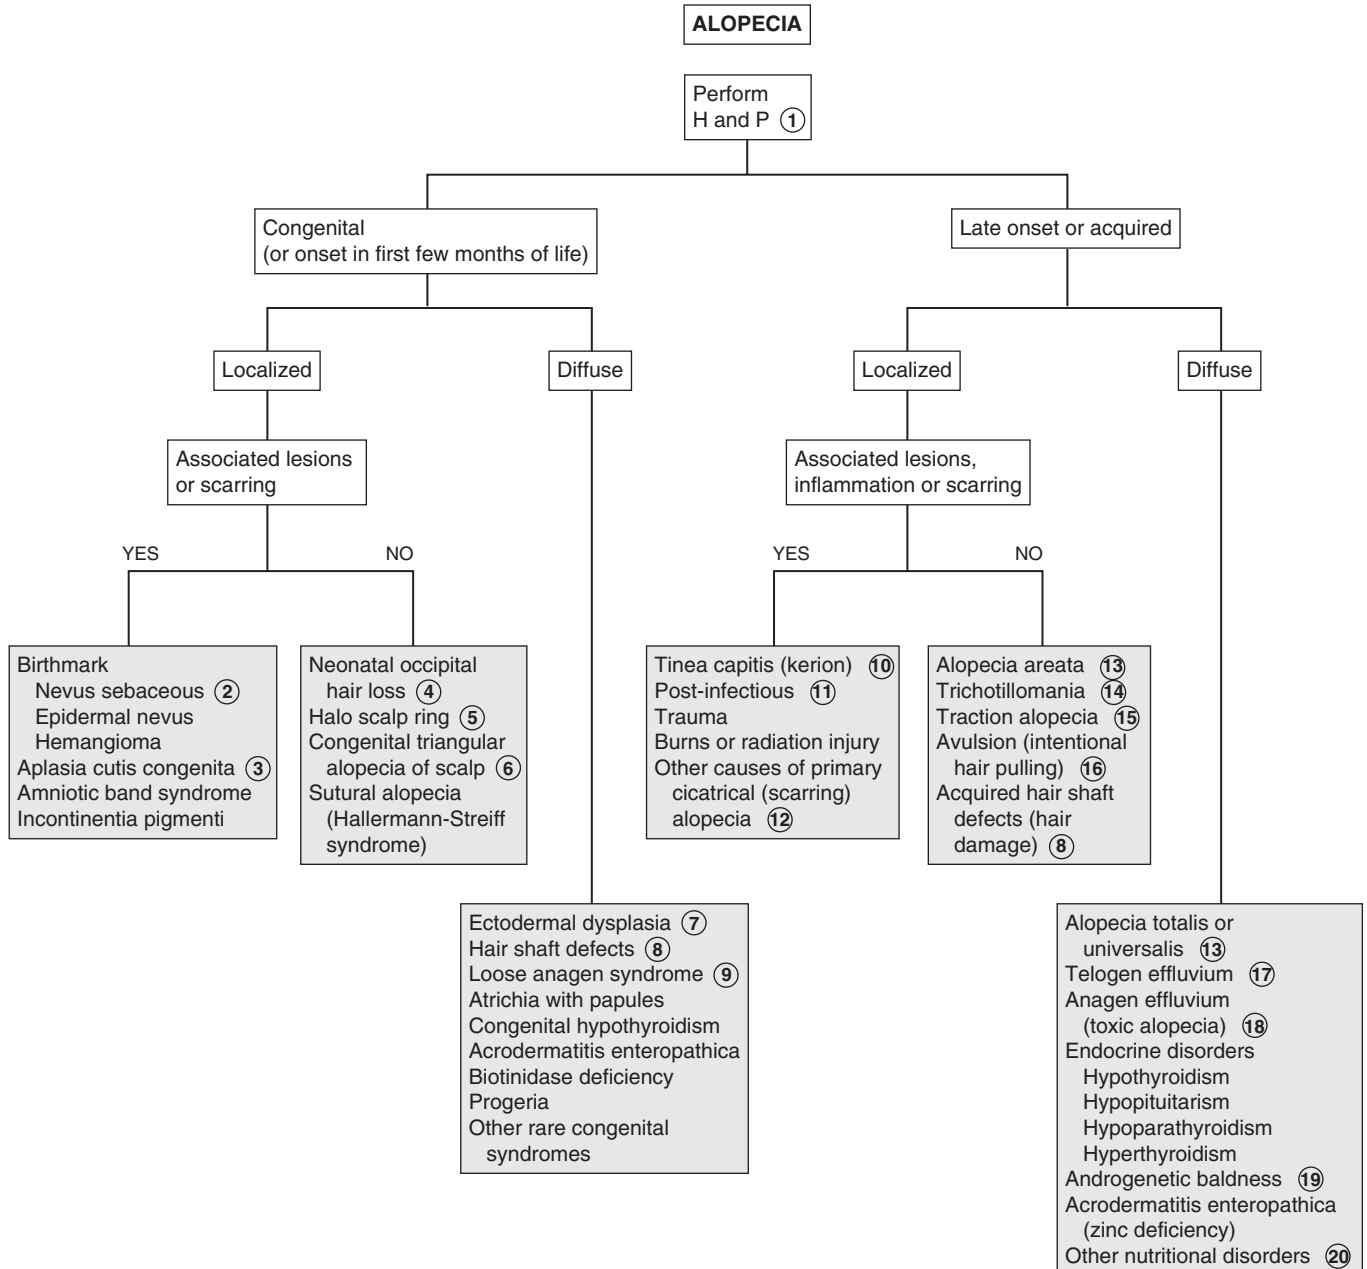 ALOPECIA
Perform
H and P 1
Congenital
(or onset in first few months of life)
Late onset or acquired
Localized
Diffuse
Localized
Diffuse
Associated lesions
or scarring
Associated lesions,
inflammation or scarring
YES
NO
YES
NO
Birthmark
Nevus sebaceous 2
Epidermal nevus
Hemangioma
Aplasia cutis congenita 3
Amniotic band syndrome
Incontinentia pigmenti
Neonatal occipital
hair loss 4
Halo scalp ring 5
Congenital triangular
alopecia of scalp 6
Sutural alopecia
(Hallermann-Streiff
syndrome)
Tinea capitis (kerion) 10
Post-infectious 11
Trauma
Burns or radiation injury
Other causes of primary
cicatrical (scarring)
alopecia 12
Alopecia areata 13
Trichotillomania 14
Traction alopecia 15
Avulsion (intentional
hair pulling) 16
Acquired hair shaft
defects (hair
damage) 8
Ectodermal dysplasia 7
Hair shaft defects 8
Loose anagen syndrome 9
Atrichia with papules
Congenital hypothyroidism
Acrodermatitis enteropathica
Biotinidase deficiency
Progeria
Other rare congenital
syndromes
Alopecia totalis or
universalis 13
Telogen effluvium 17
Anagen effluvium
(toxic alopecia) 18
Endocrine disorders
Hypothyroidism
Hypopituitarism
Hypoparathyroidism
Hyperthyroidism
Androgenetic baldness 19
Acrodermatitis enteropathica
(zinc deficiency)
Other nutritional disorders 20